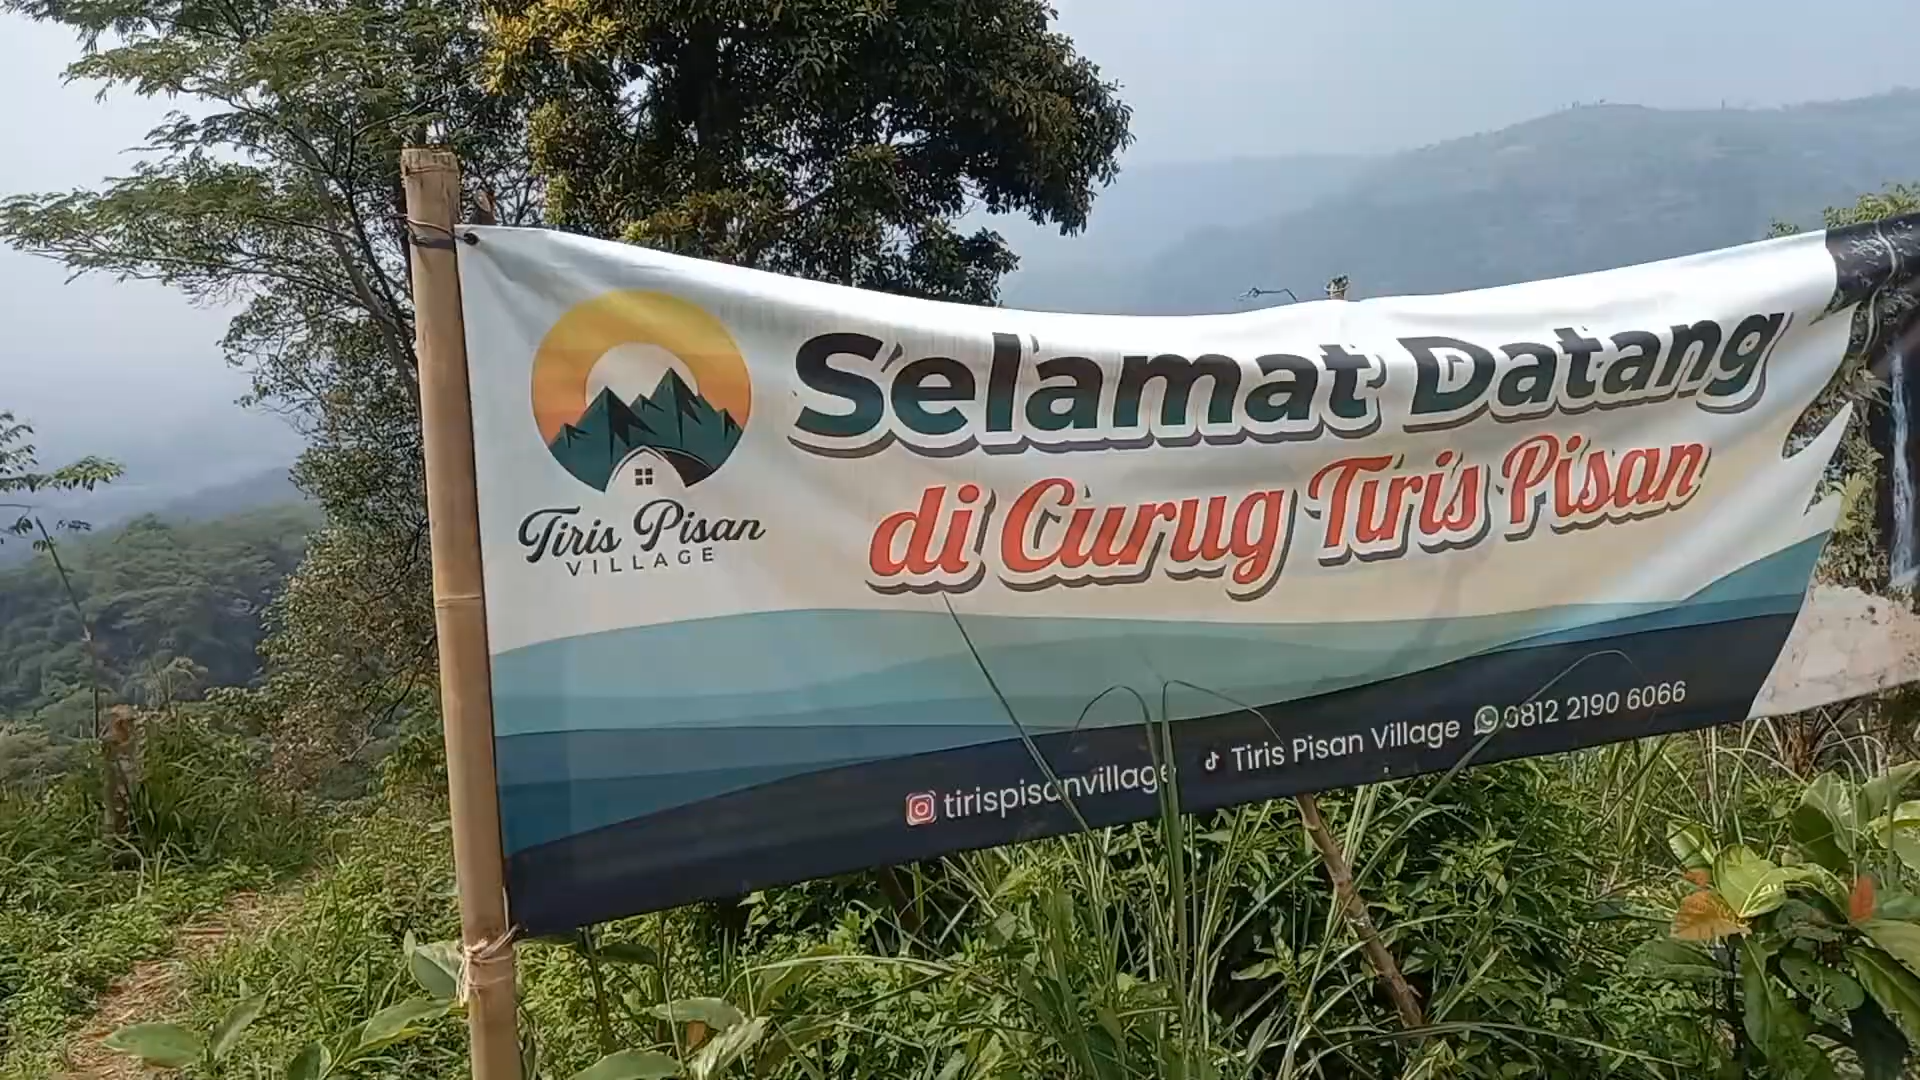 Selamat Datang
di Curug Tiris Pisan
Tiris Pisan
VILLAGE
tirispisanvillage
Tiris Pisan Village
0812 2190 6066